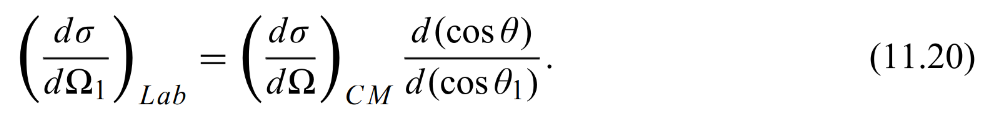 (dσ/dΩ₁)_Lab = (dσ/dΩ)_CM d(cos θ)/d(cos θ₁). (11.20)